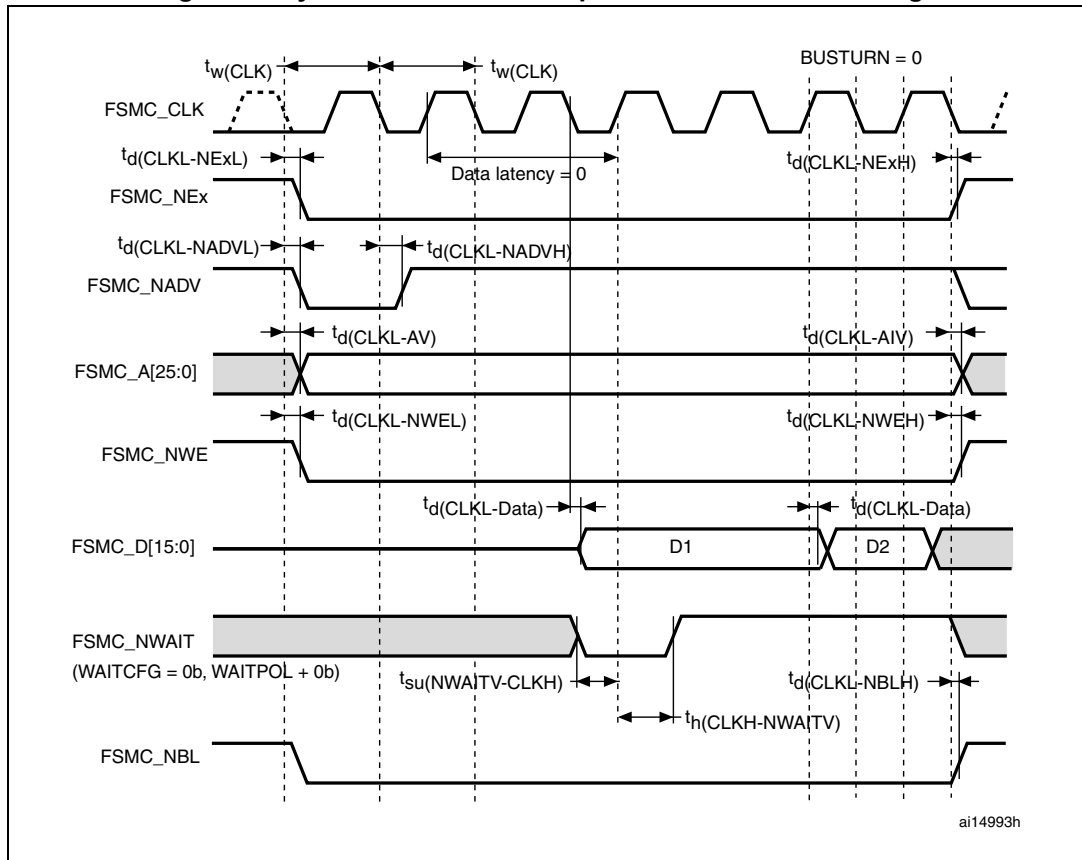 BUSTURN = 0
tw(CLK) tw(CLK)
FSMC_CLK
td(CLKL-NExL) td(CLKL-NExH)
Data latency = 0
FSMC_NEx
td(CLKL-NADVL) td(CLKL-NADVH)
FSMC_NADV
td(CLKL-AV) td(CLKL-AIV)
FSMC_A[25:0]
td(CLKL-NWEL) td(CLKL-NWEH)
FSMC_NWE
td(CLKL-Data) td(CLKL-Data)
FSMC_D[15:0] D1 D2
FSMC_NWAIT
(WAITCFG = 0b, WAITPOL + 0b)
tsu(NWAITV-CLKH) td(CLKL-NBLH)
th(CLKH-NWAITV)
FSMC_NBL
ai14993h